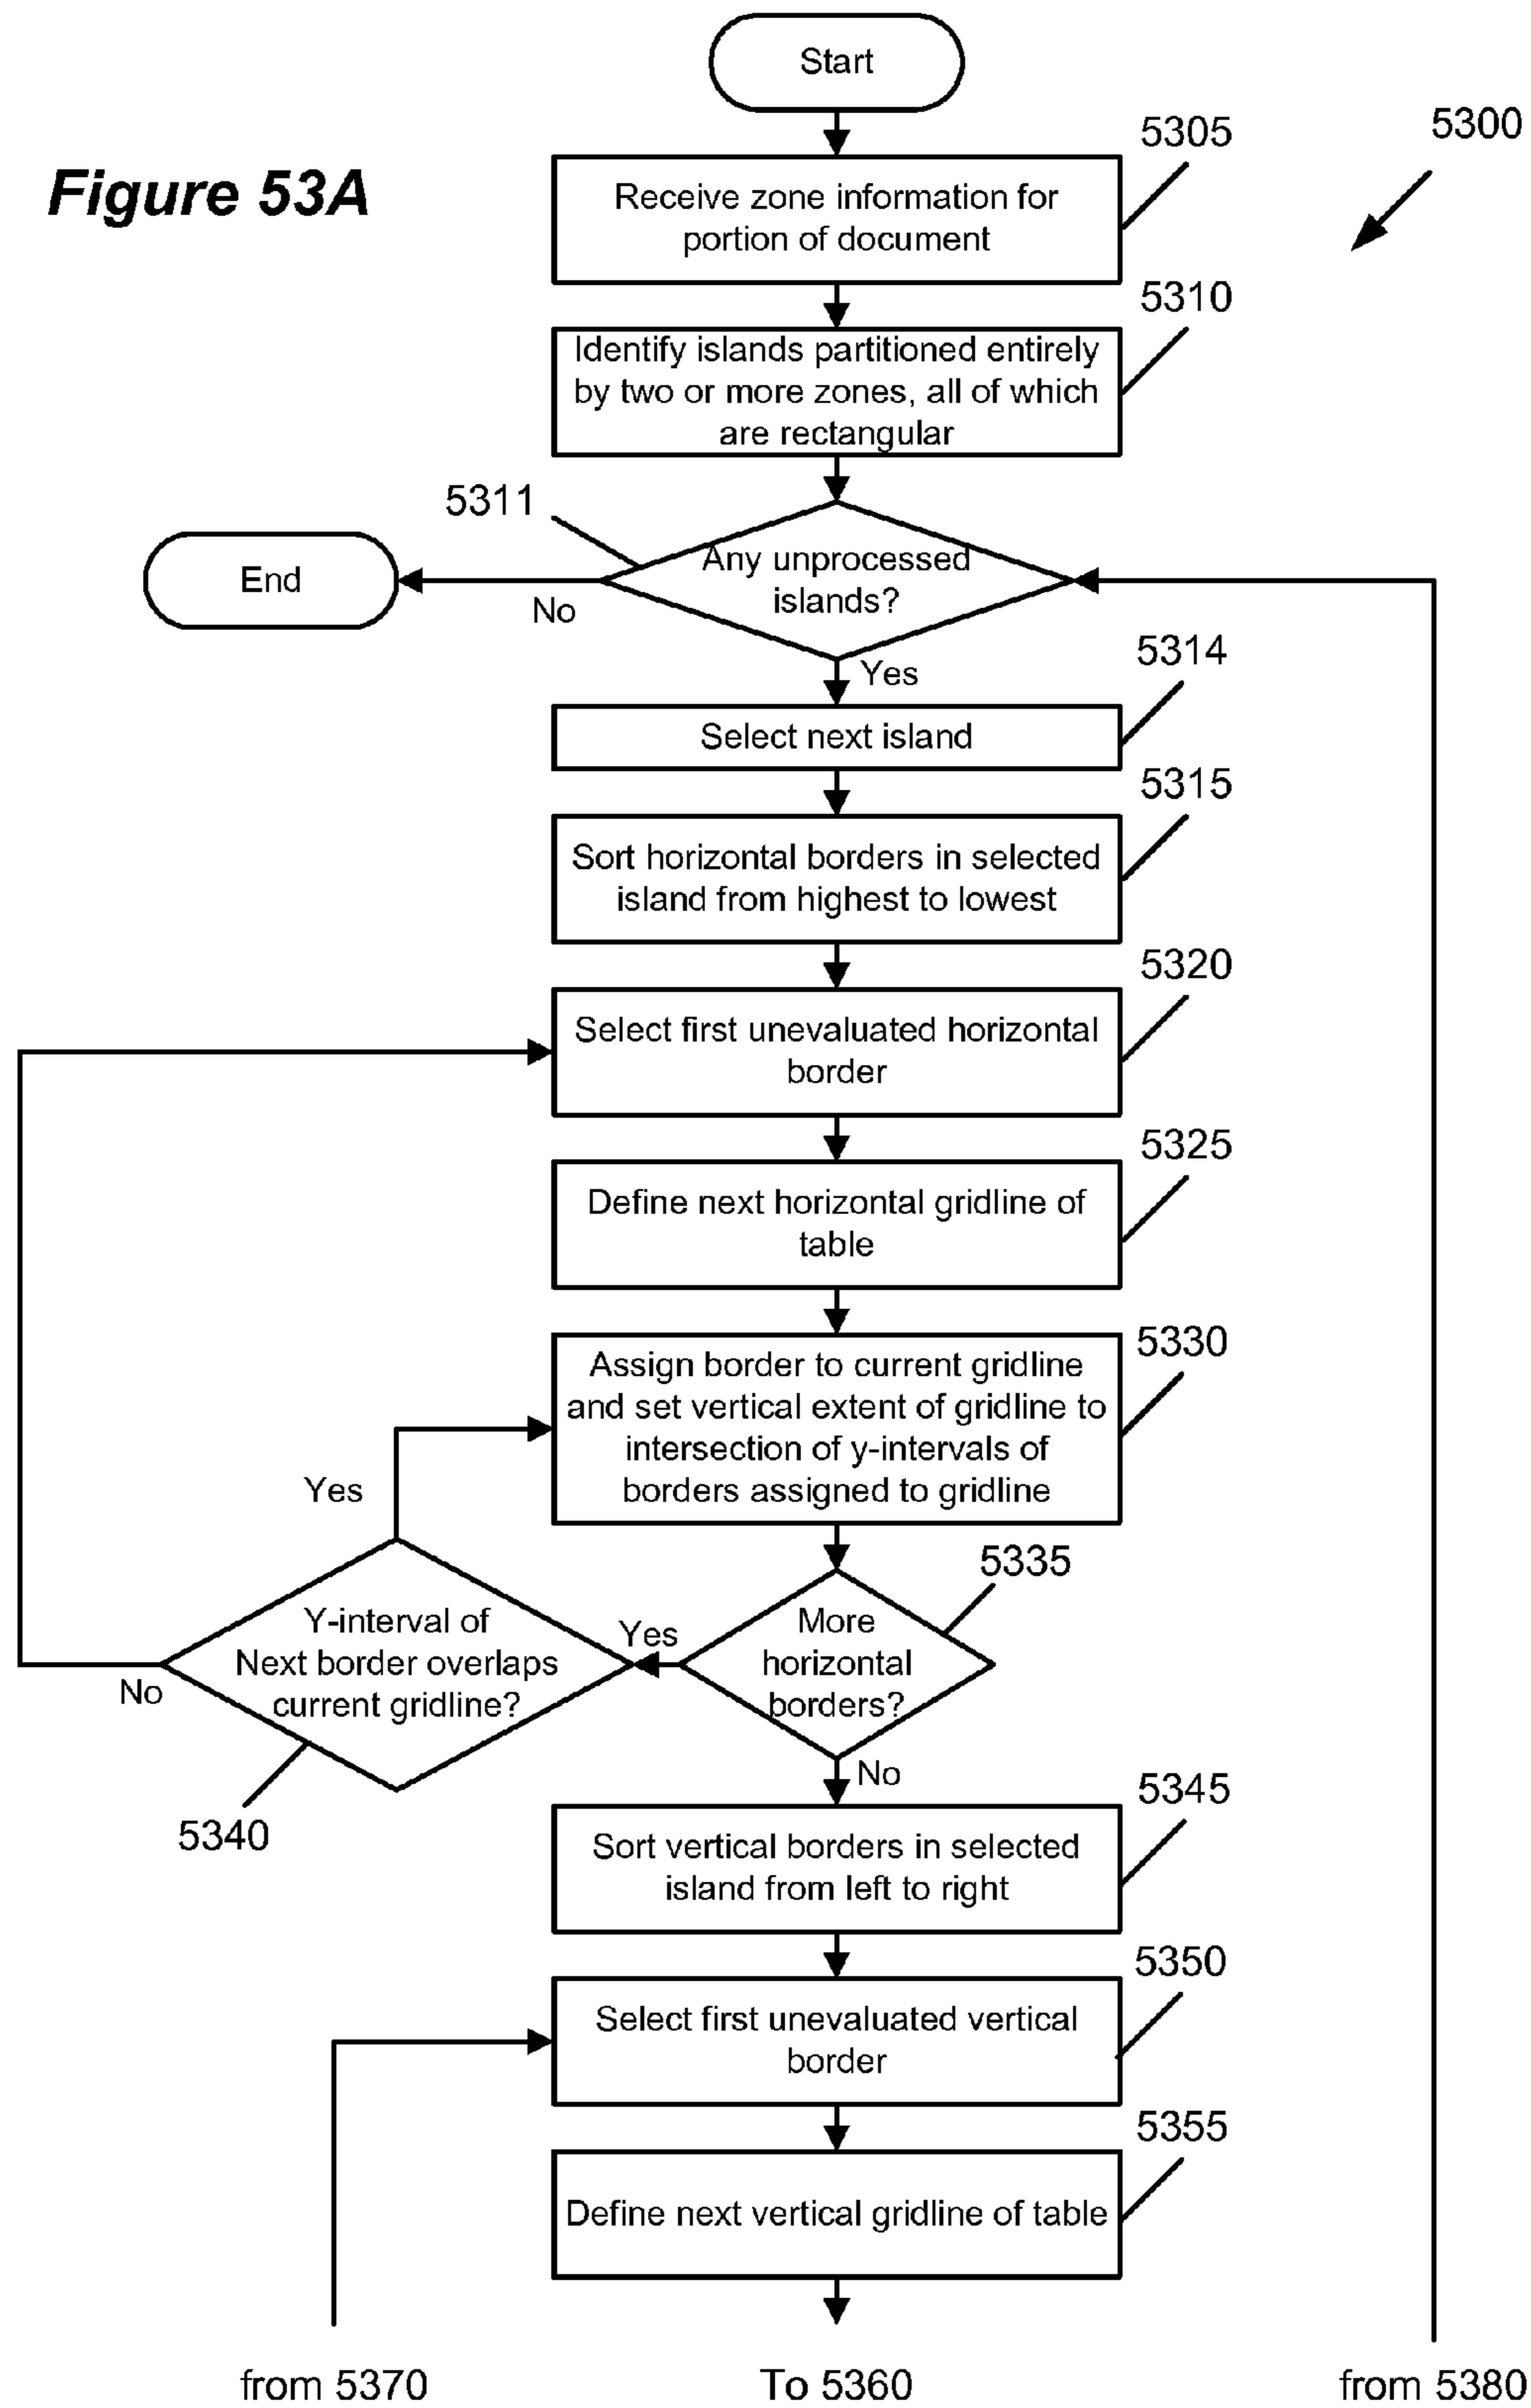 Start
5305
5300
Figure 53A
Receive zone information for
portion of document
5310
Identify islands partitioned entirely
by two or more zones, all of which
are rectangular
5311
Any unprocessed
islands?
End
No
Yes
5314
Select next island
5315
Sort horizontal borders in selected
island from highest to lowest
5320
Select first unevaluated horizontal
border
5325
Define next horizontal gridline of
table
5330
Assign border to current gridline
and set vertical extent of gridline to
intersection of y-intervals of
borders assigned to gridline
Yes
5335
Y-interval of
Next border overlaps
current gridline?
Yes
More
horizontal
borders?
No
No
5340
5345
Sort vertical borders in selected
island from left to right
5350
Select first unevaluated vertical
border
5355
Define next vertical gridline of table
from 5370
To 5360
from 5380